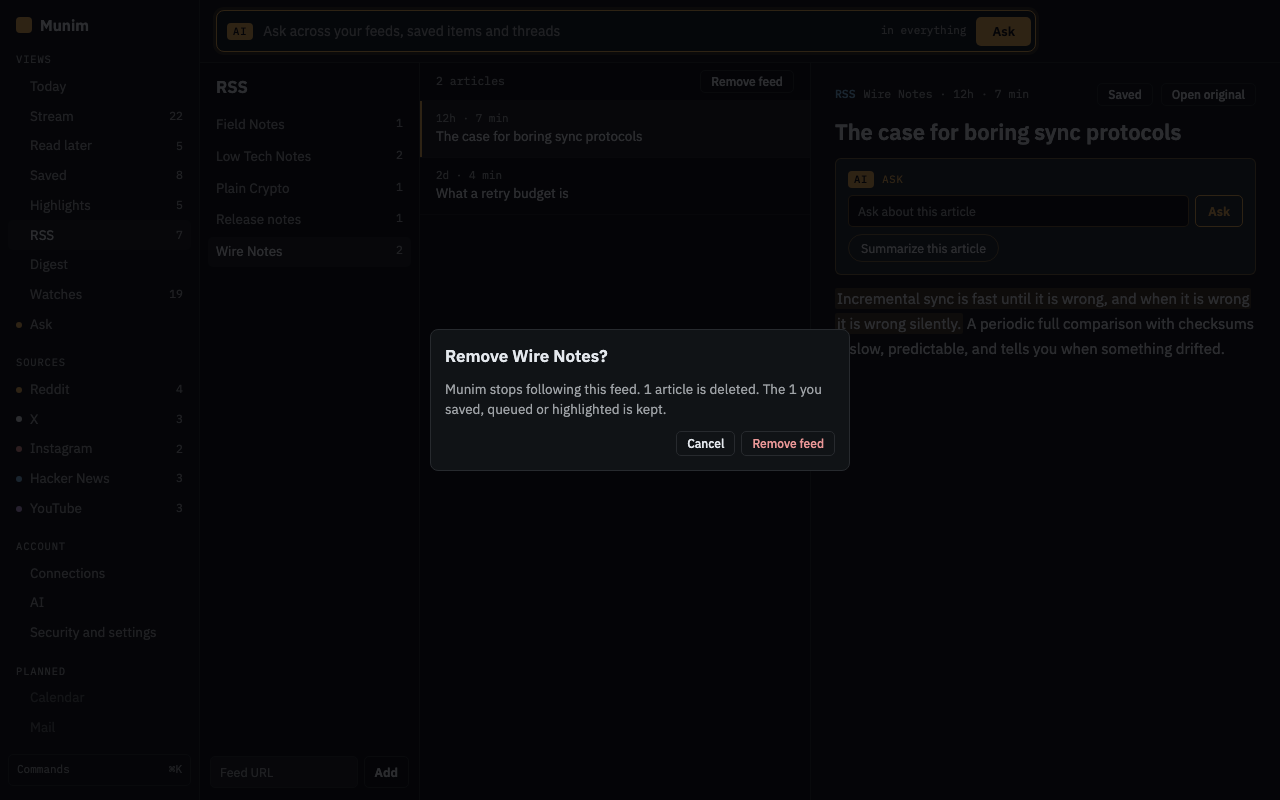 Munim
VIEWS
Today
Stream 22
Read later 5
Saved 8
Highlights 5
RSS 7
Digest
Watches 19
Ask
SOURCES
Reddit 4
X 3
Instagram 2
Hacker News 3
YouTube 3
ACCOUNT
Connections
AI
Security and settings
PLANNED
Calendar
Mail
Commands ⌘K
AI Ask across your feeds, saved items and threads in everything Ask
RSS
Field Notes 1
Low Tech Notes 2
Plain Crypto 1
Release notes 1
Wire Notes 2
Feed URL Add
2 articles Remove feed
12h · 7 min
The case for boring sync protocols
2d · 4 min
What a retry budget is
RSS Wire Notes · 12h · 7 min Saved Open original
The case for boring sync protocols
AI ASK
Ask about this article Ask
Summarize this article
Incremental sync is fast until it is wrong, and when it is wrong
it is wrong silently. A periodic full comparison with checksums
slow, predictable, and tells you when something drifted.
Remove Wire Notes?
Munim stops following this feed. 1 article is deleted. The 1 you
saved, queued or highlighted is kept.
Cancel Remove feed